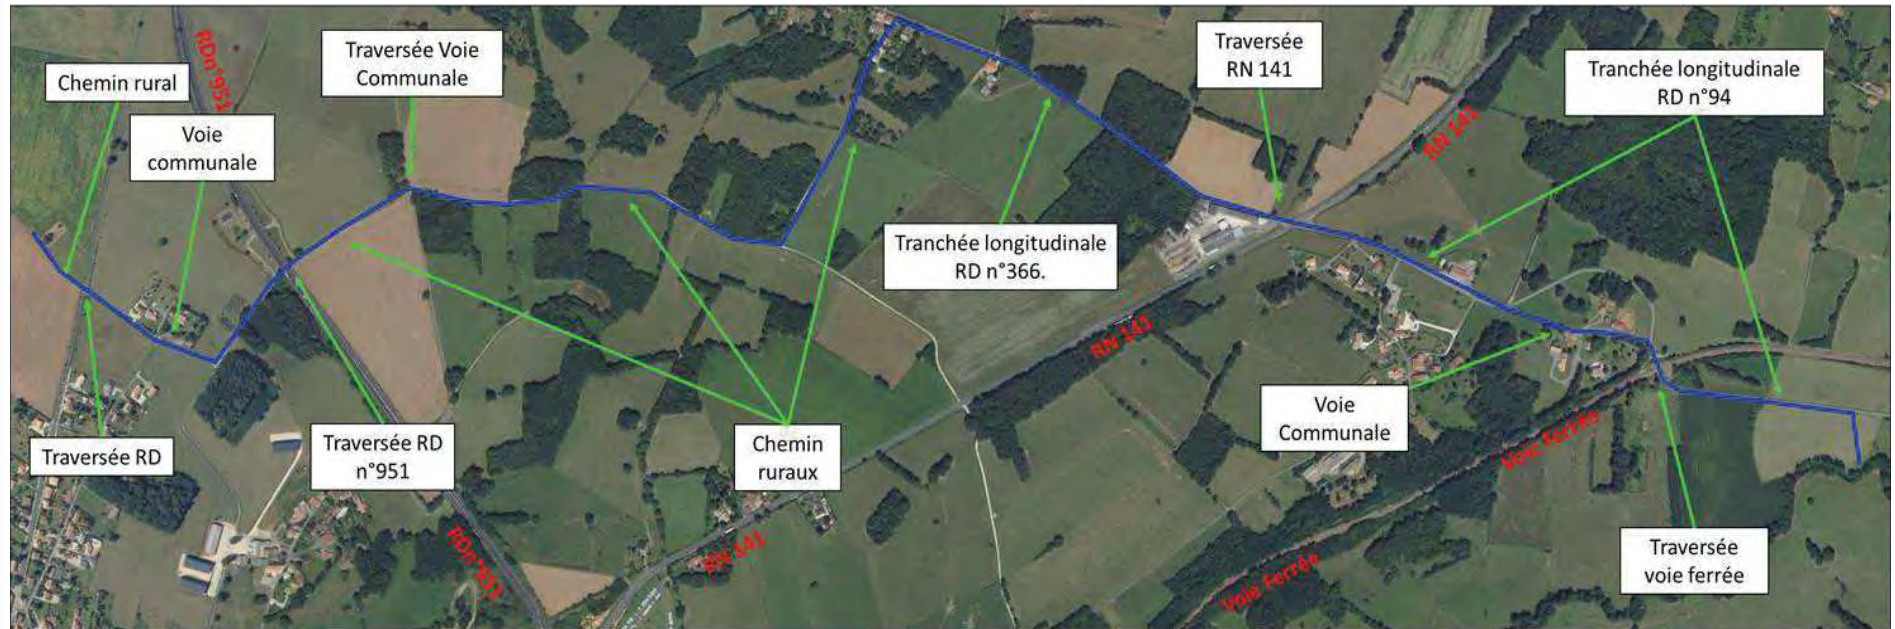 RDn°951
Chemin rural
Voie
communale
Traversée Voie
Communale
Traversée
RN 141
Tranchée longitudinale
RD n°94
RN 141
Tranchée longitudinale
RD n°366.
RN 141
Traversée RD
Traversée RD
n°951
Chemin
ruraux
Voie
Communale
Voie Ferrée
Traversée
voie ferrée
RDn°951
RN 141
Voie Ferrée